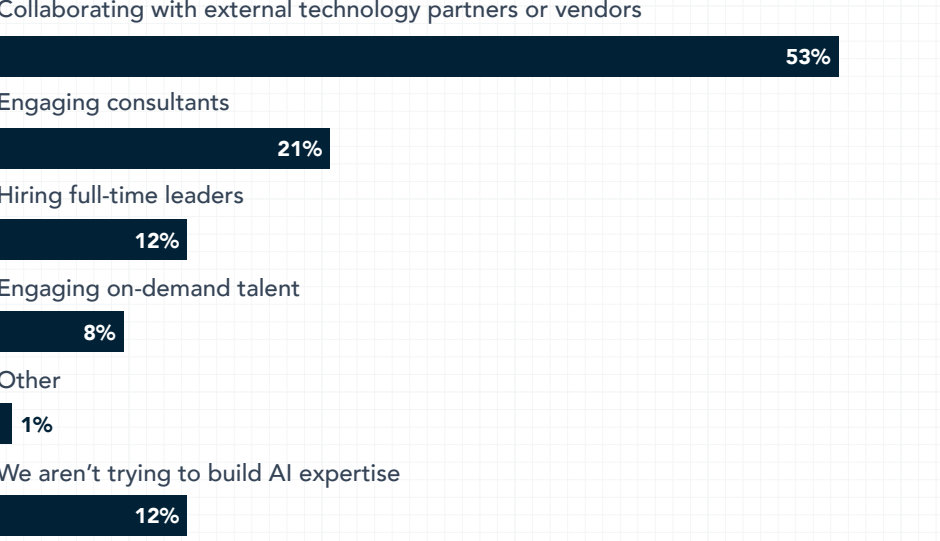 Collaborating with external technology partners or vendors
53%
Engaging consultants
21%
Hiring full-time leaders
12%
Engaging on-demand talent
8%
Other
1%
We aren’t trying to build AI expertise
12%